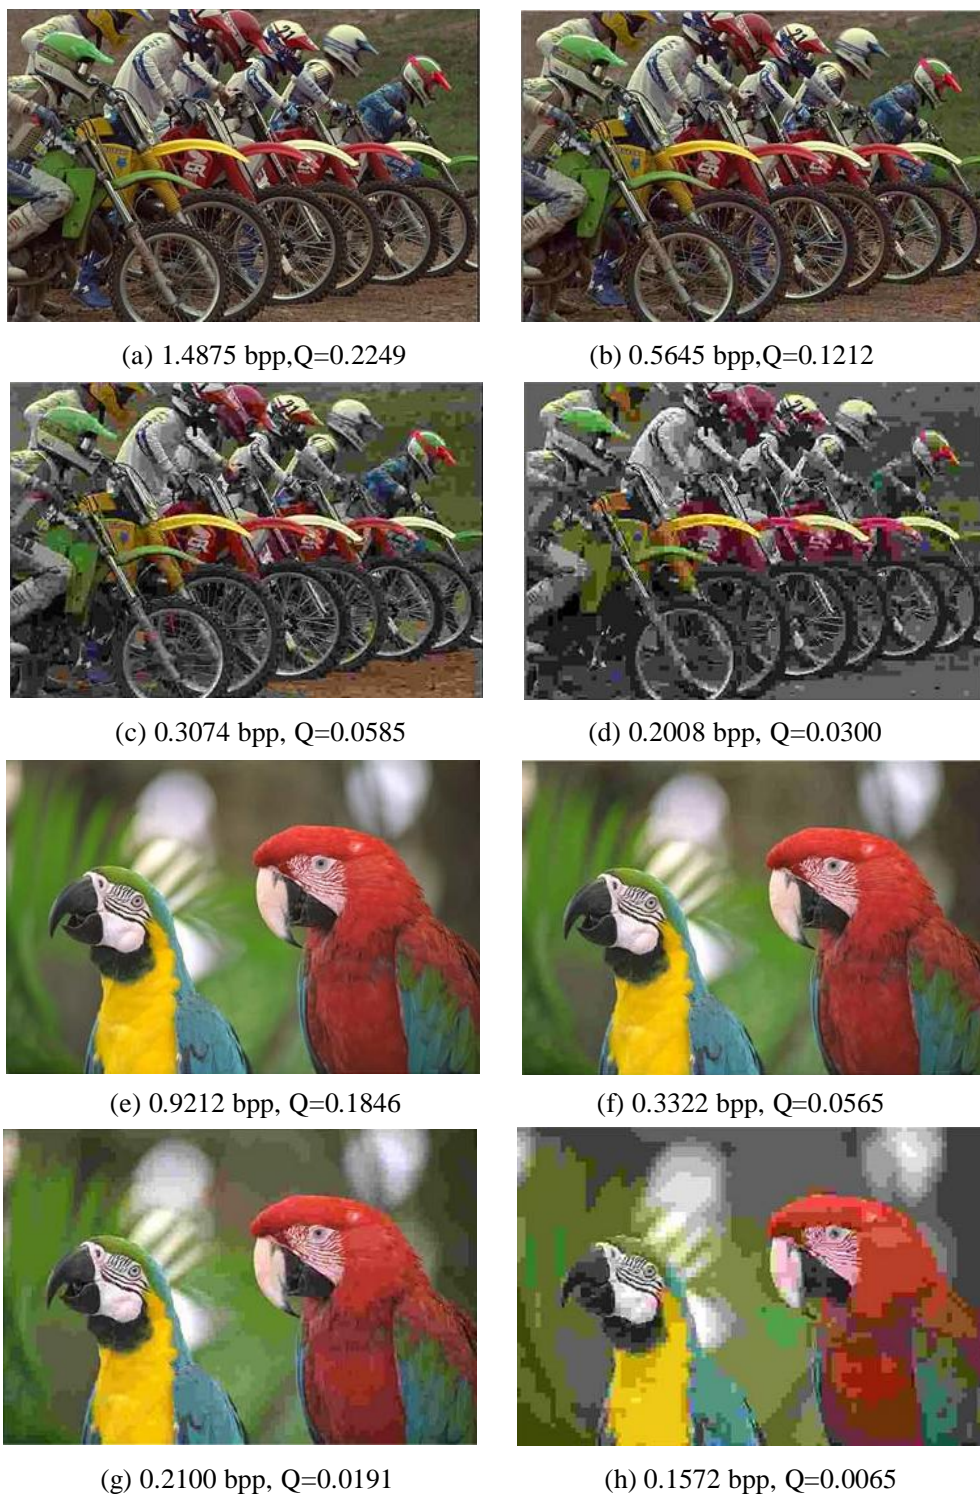 (a) 1.4875 bpp,Q=0.2249
(b) 0.5645 bpp,Q=0.1212
(c) 0.3074 bpp, Q=0.0585
(d) 0.2008 bpp, Q=0.0300
(e) 0.9212 bpp, Q=0.1846
(f) 0.3322 bpp, Q=0.0565
(g) 0.2100 bpp, Q=0.0191
(h) 0.1572 bpp, Q=0.0065